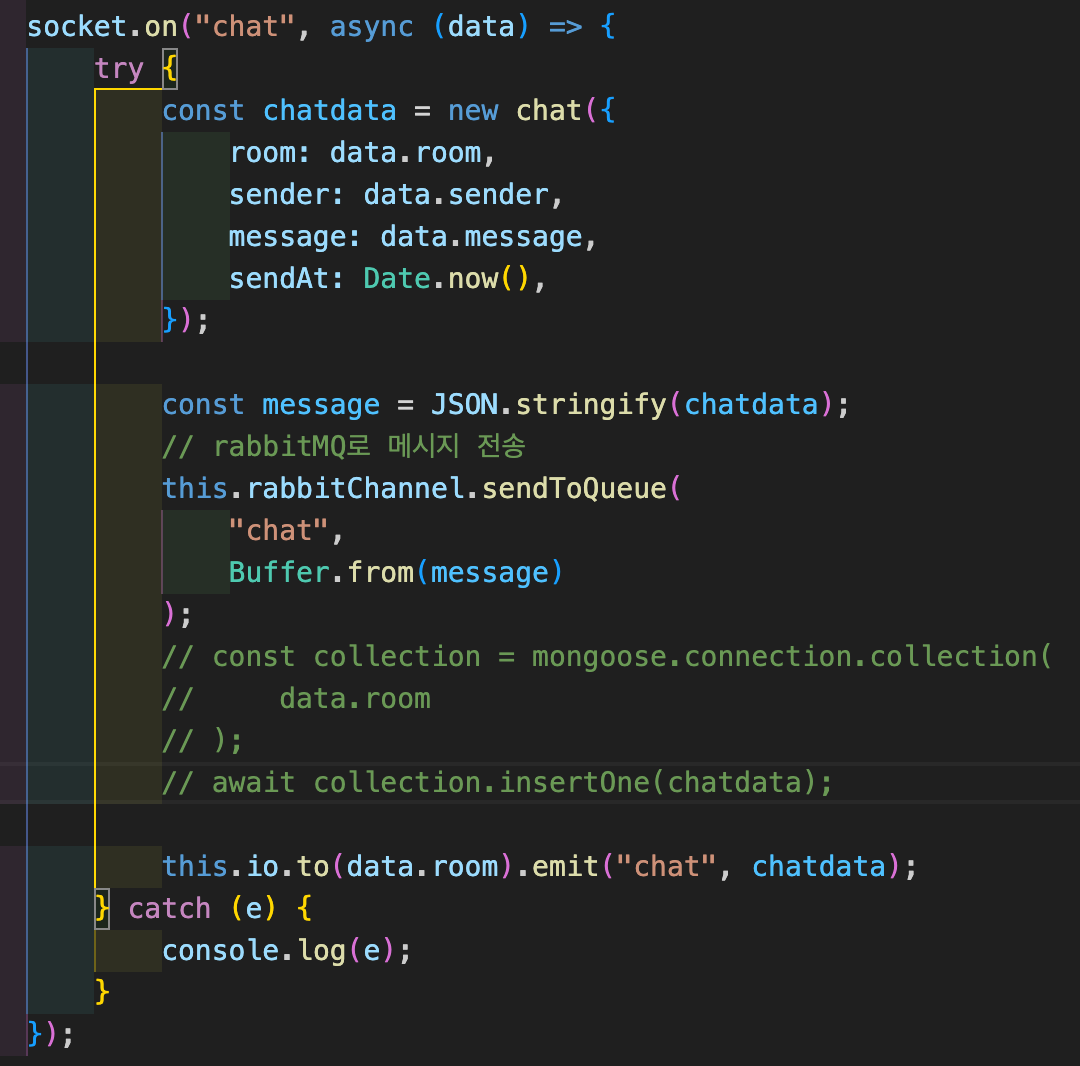 socket.on("chat", async (data) => {
    try {
        const chatdata = new chat({
            room: data.room,
            sender: data.sender,
            message: data.message,
            sendAt: Date.now(),
        });

        const message = JSON.stringify(chatdata);
        // rabbitMQ로 메시지 전송
        this.rabbitChannel.sendToQueue(
            "chat",
            Buffer.from(message)
        );
        // const collection = mongoose.connection.collection(
        //     data.room
        // );
        // await collection.insertOne(chatdata);

        this.io.to(data.room).emit("chat", chatdata);
    } catch (e) {
        console.log(e);
    }
});